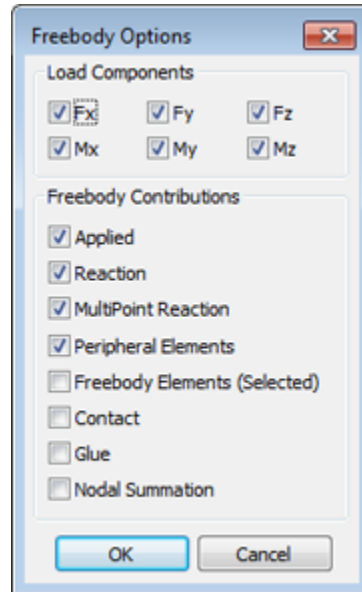 Freebody Options
Load Components
Fx Fy Fz
Mx My Mz
Freebody Contributions
Applied
Reaction
MultiPoint Reaction
Peripheral Elements
Freebody Elements (Selected)
Contact
Glue
Nodal Summation
OK Cancel